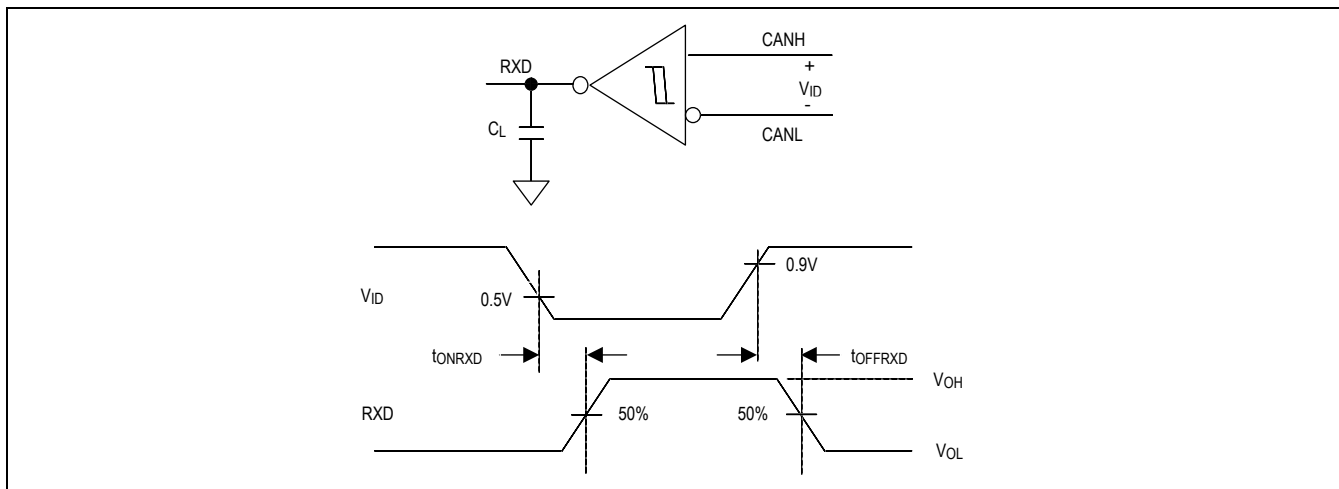 CANH
RXD
+
VID
-
CL
CANL
0.9V
VID
0.5V
tONRXD
tOFFRXD
VOH
RXD
50%
50%
VOL